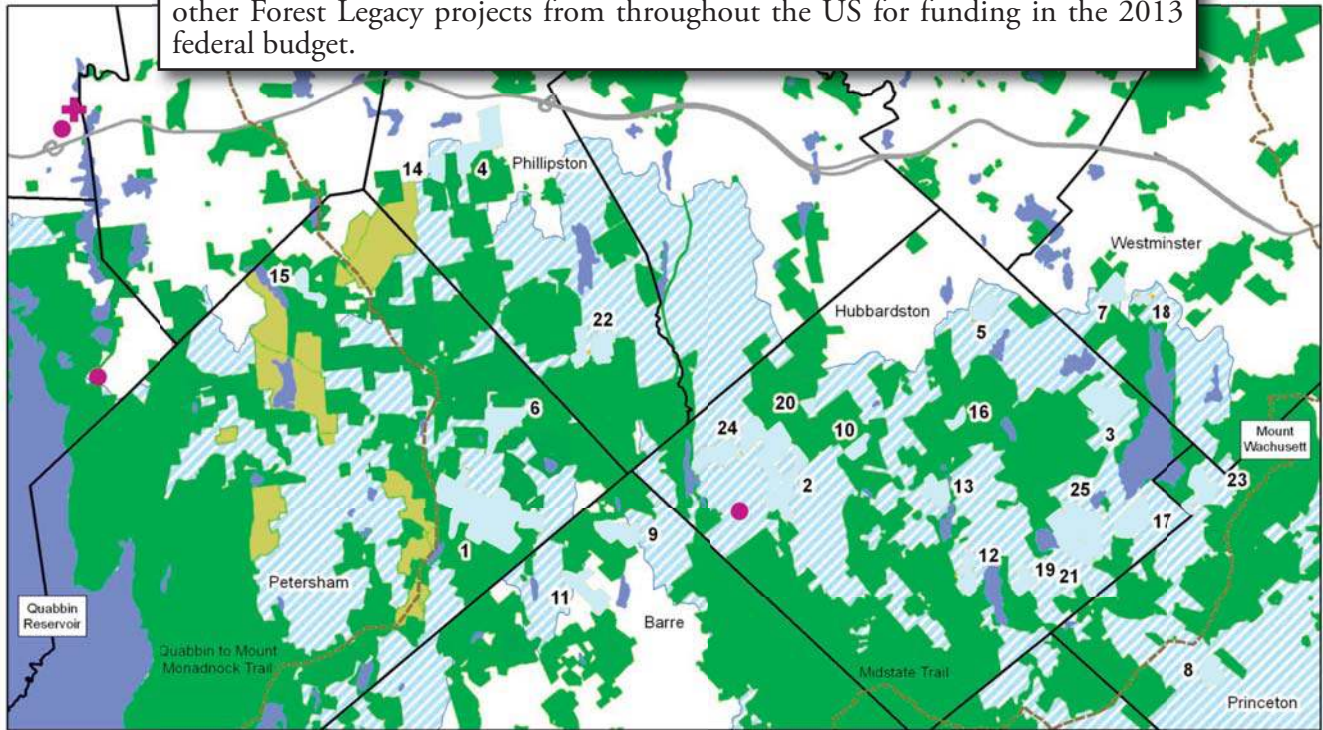 other Forest Legacy projects from throughout the US for funding in the 2013
federal budget.
14
4
Phillipston
Westminster
15
Hubbardston
7
18
22
5
6
20
16
24
10
3
Mount
Wachusett
2
13
25
23
9
17
1
12
Petersham
19
21
11
Quabbin
Reservoir
Barre
Quabbin to Mount
Monadnock Trail
Midstate Trail
8
Princeton